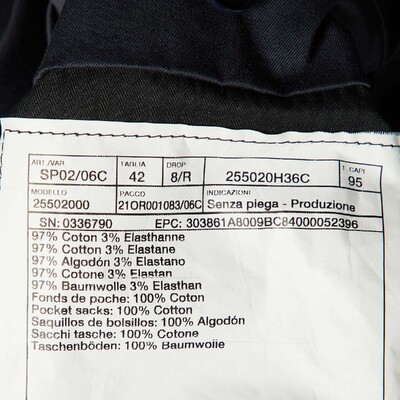 ART./VAR TAGLIA DROP T. CAPI
SP02/06C 42 8/R 255020H36C 95
MODELLO PACCO INDICAZIONI
25502000 21OR001083/06C Senza piega - Produzione
SN: 0336790 EPC: 303861A8009BC84000052396
97% Cotton 3% Elasthanne
97% Cotton 3% Elastane
97% Algodón 3% Elastano
97% Cotone 3% Elastan
97% Baumwolle 3% Elasthan
Fonds de poche: 100% Coton
Pocket sacks: 100% Cotton
Saquillos de bolsillos: 100% Algodón
Sacchi tasche: 100% Cotone
Taschenböden: 100% Baumwolle